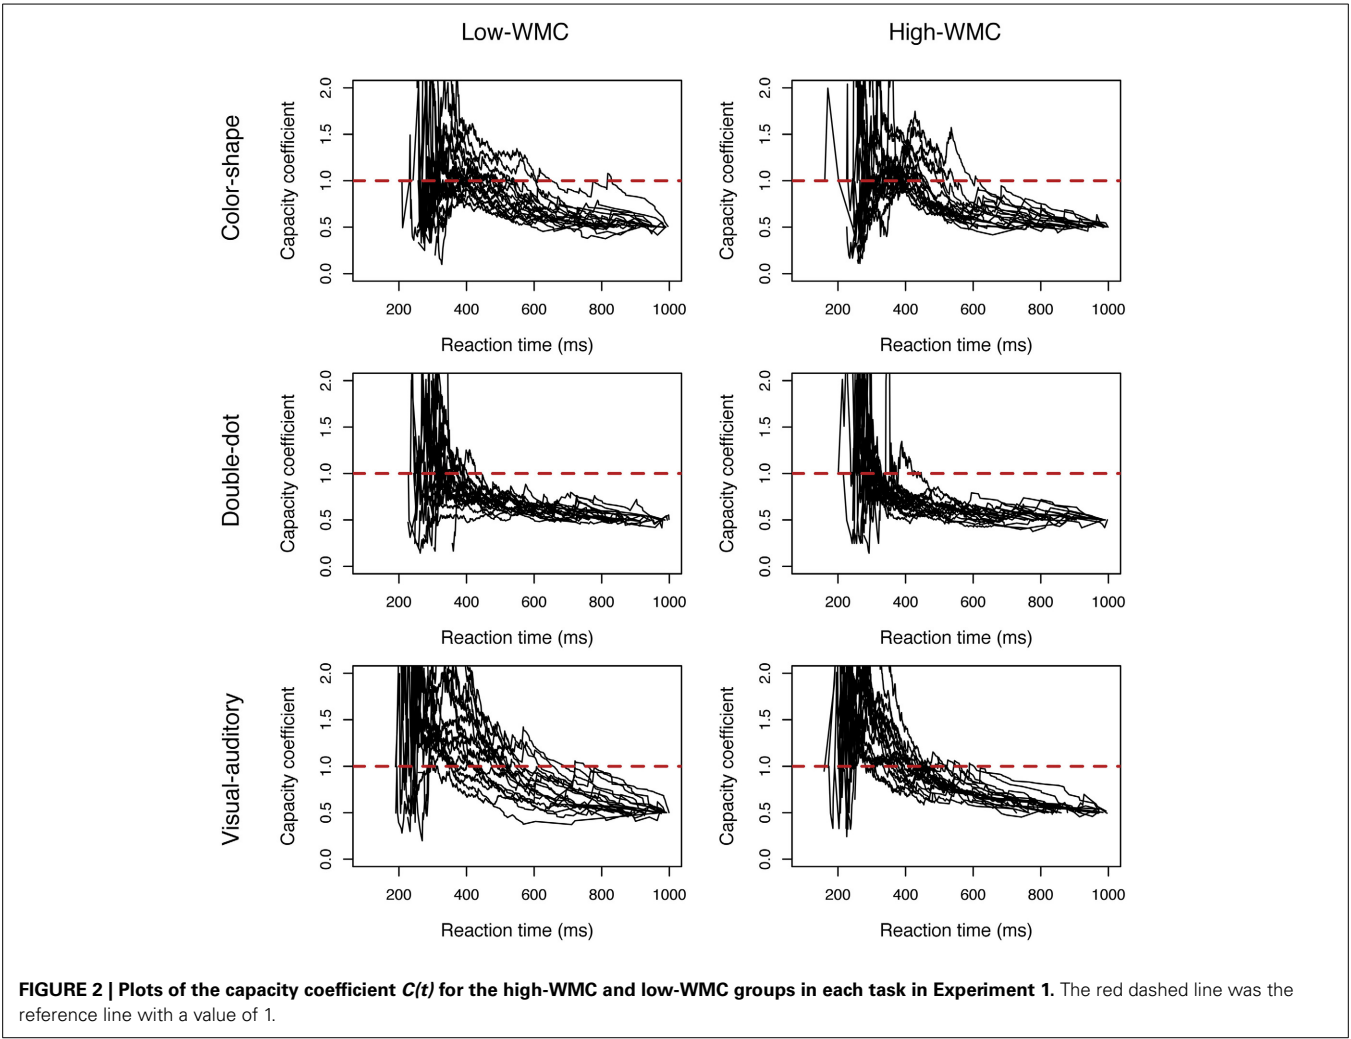 Low-WMC
High-WMC
Color-shape
Capacity coefficient
0.0 0.5 1.0 1.5 2.0
200 400 600 800 1000
Reaction time (ms)
Capacity coefficient
0.0 0.5 1.0 1.5 2.0
200 400 600 800 1000
Reaction time (ms)
Double-dot
Capacity coefficient
0.0 0.5 1.0 1.5 2.0
200 400 600 800 1000
Reaction time (ms)
Capacity coefficient
0.0 0.5 1.0 1.5 2.0
200 400 600 800 1000
Reaction time (ms)
Visual-auditory
Capacity coefficient
0.0 0.5 1.0 1.5 2.0
200 400 600 800 1000
Reaction time (ms)
Capacity coefficient
0.0 0.5 1.0 1.5 2.0
200 400 600 800 1000
Reaction time (ms)
FIGURE 2 | Plots of the capacity coefficient C(t) for the high-WMC and low-WMC groups in each task in Experiment 1. The red dashed line was the
reference line with a value of 1.